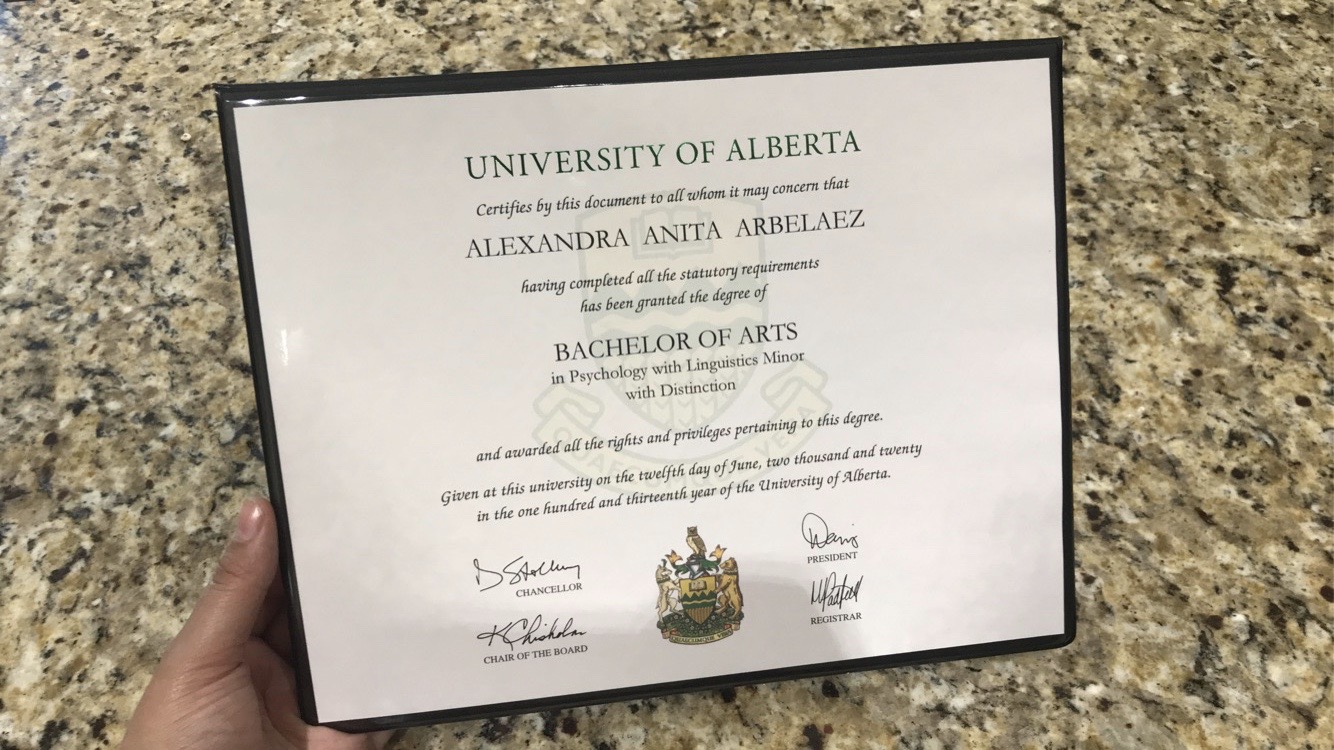 UNIVERSITY OF ALBERTA
Certifies by this document to all whom it may concern that
ALEXANDRA ANITA ARBELAEZ
having completed all the statutory requirements
has been granted the degree of
BACHELOR OF ARTS
in Psychology with Linguistics Minor
with Distinction
and awarded all the rights and privileges pertaining to this degree.
Given at this university on the twelfth day of June, two thousand and twenty
in the one hundred and thirteenth year of the University of Alberta.
CHANCELLOR
PRESIDENT
K Chisholm
CHAIR OF THE BOARD
REGISTRAR
QUAECUMQUE VERA